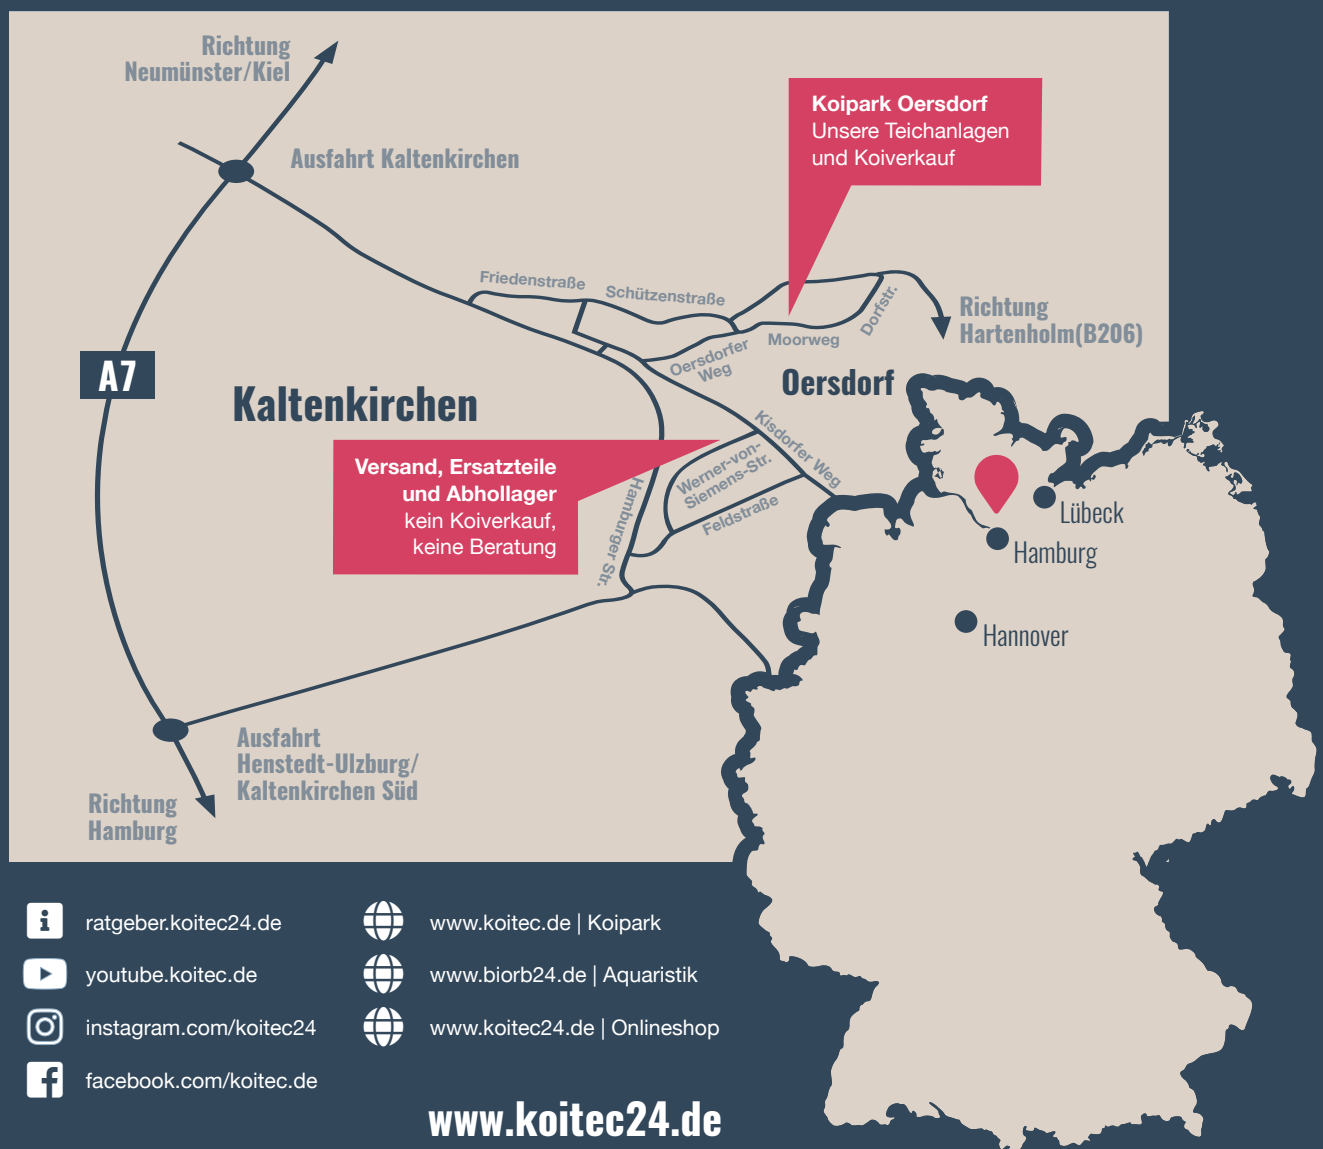 Richtung
Neumünster/Kiel
Ausfahrt Kaltenkirchen
Koipark Oersdorf
Unsere Teichanlagen
und Koiverkauf
Friedenstraße
Schützenstraße
Dorfstr.
Richtung
Hartenholm(B206)
Moorweg
Oersdorfer
Weg
A7
Kaltenkirchen
Oersdorf
Kisdorfer Weg
Versand, Ersatzteile
und Abhollager
kein Koiverkauf,
keine Beratung
Werner-von-
Siemens-Str.
Hamburger Str.
Feldstraße
Lübeck
Hamburg
Hannover
Ausfahrt
Henstedt-Ulzburg/
Kaltenkirchen Süd
Richtung
Hamburg
ratgeber.koitec24.de
youtube.koitec.de
instagram.com/koitec24
facebook.com/koitec.de
www.koitec.de | Koipark
www.biorb24.de | Aquaristik
www.koitec24.de | Onlineshop
www.koitec24.de